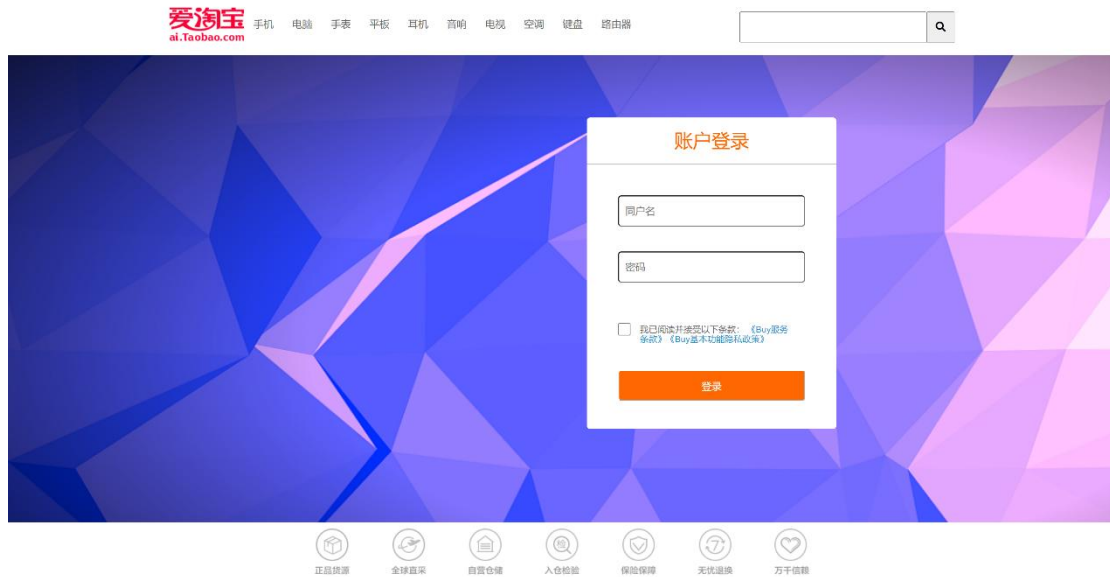 爱淘宝
ai.Taobao.com
手机 电脑 手表 平板 耳机 音响 电视 空调 键盘 路由器
账户登录
同户名
密码
我已阅读并接受以下条款： 《Buy服务
条款》《Buy基本功能隐私政策》
登录
正品货源 全球直采 自营仓储 入仓检验 保险保障 无忧退换 万千信赖